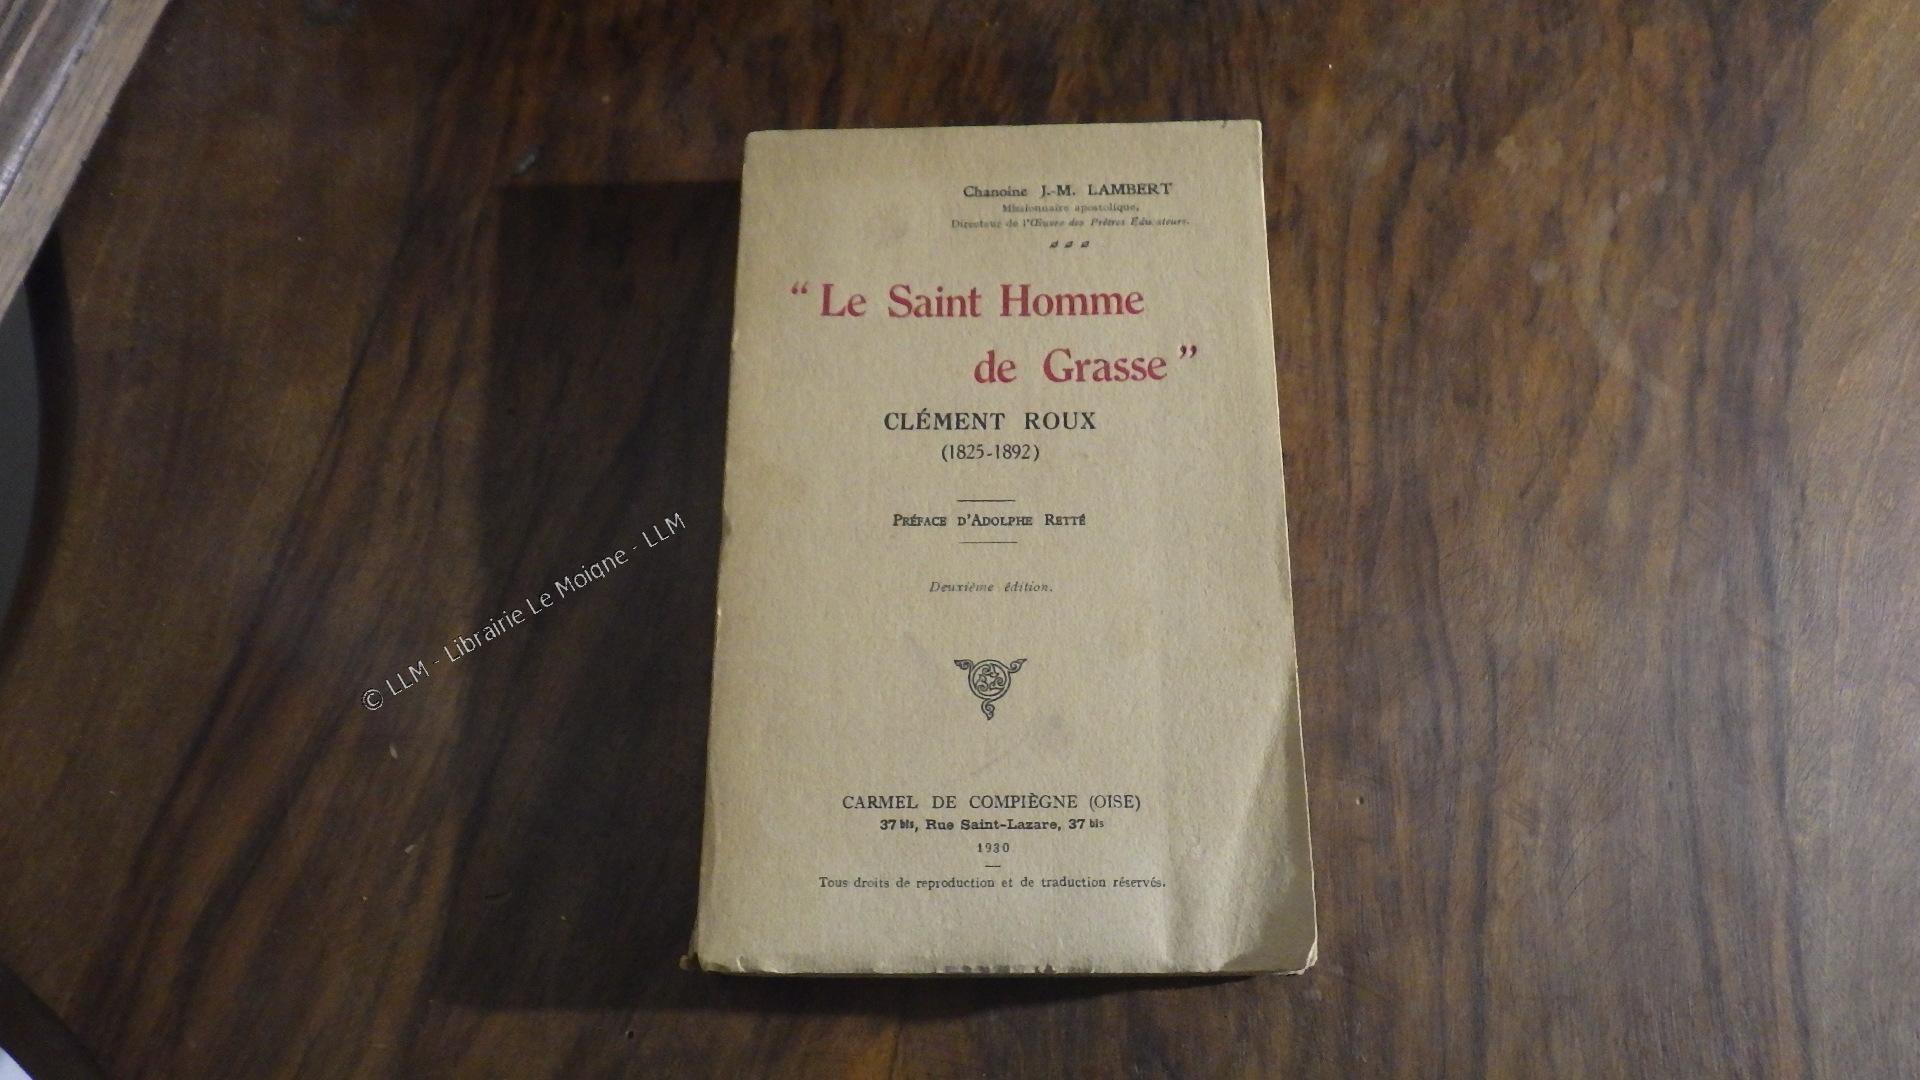 Chanoine J.-M. LAMBERT
Missionnaire apostolique,
Directeur de l'Œuvre des Prêtres Éducateurs.
“ Le Saint Homme
de Grasse ”
CLÉMENT ROUX
(1825-1892)
PRÉFACE D'ADOLPHE RETTÉ
Deuxième édition.
CARMEL DE COMPIÈGNE (OISE)
37 bis, Rue Saint-Lazare, 37 bis
1930
Tous droits de reproduction et de traduction réservés.
© LLM - Librairie Le Moigne - LLM